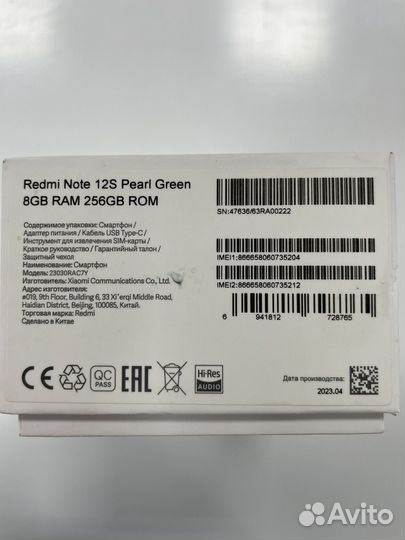 Redmi Note 12S Pearl Green
8GB RAM 256GB ROM
Содержимое упаковки: Смартфон /
Адаптер питания / Кабель USB Type-C /
Инструмент для извлечения SIM-карты /
Краткое руководство / Гарантийный талон /
Защитный чехол
Наименование: Смартфон
Модель: 23030RAC7Y
Изготовитель: Xiaomi Communications Co., Ltd.
Адрес изготовителя:
#019, 9th Floor, Building 6, 33 Xi'erqi Middle Road,
Haidian District, Beijing, 100085, Китай.
Торговая марка: Redmi
Сделано в Китае
SN:47636/63RA00222
IMEI1:866658060735204
IMEI2:866658060735212
6 941812 728765
CE
QC
PASS
EAC
Hi-Res
AUDIO
Дата производства:
2023.04
Avito